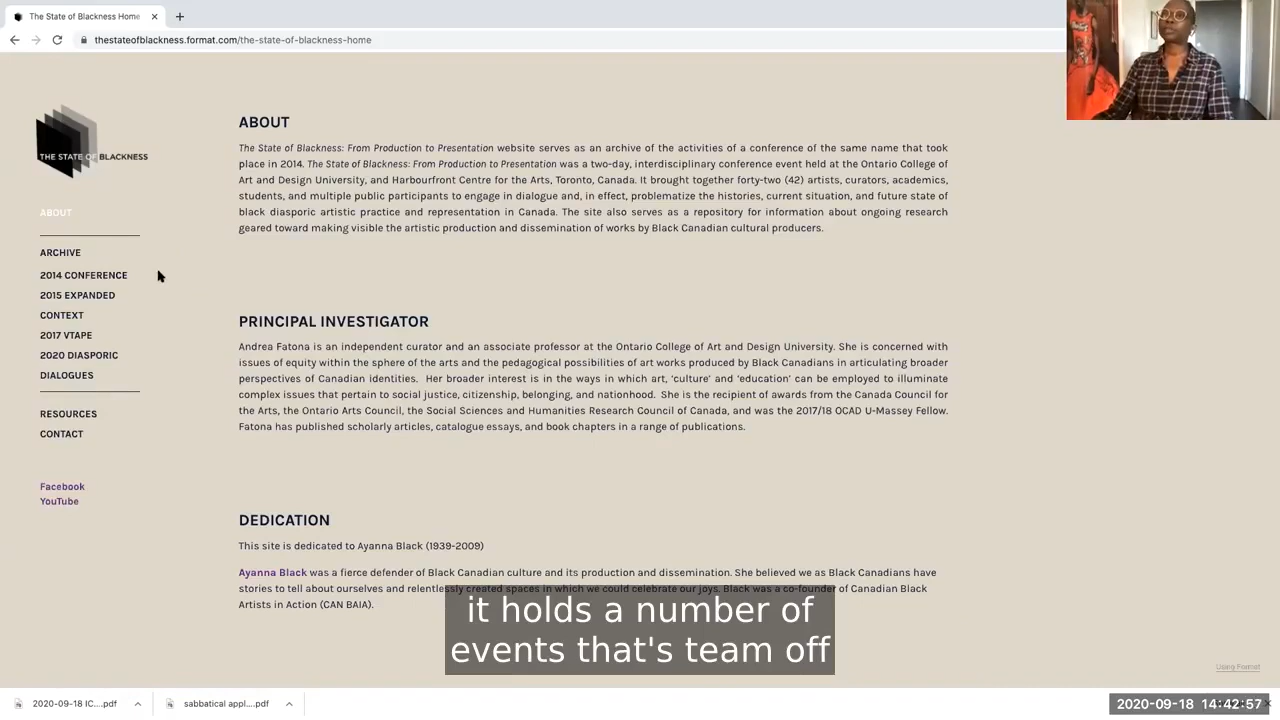 The State of Blackness Home
thestateofblackness.format.com/the-state-of-blackness-home
THE STATE OF BLACKNESS
ABOUT
ARCHIVE
2014 CONFERENCE
2015 EXPANDED
CONTEXT
2017 VTAPE
2020 DIASPORIC
DIALOGUES
RESOURCES
CONTACT
Facebook
YouTube
ABOUT
The State of Blackness: From Production to Presentation website serves as an archive of the activities of a conference of the same name that took
place in 2014. The State of Blackness: From Production to Presentation was a two-day, interdisciplinary conference event held at the Ontario College of
Art and Design University, and Harbourfront Centre for the Arts, Toronto, Canada. It brought together forty-two (42) artists, curators, academics,
students, and multiple public participants to engage in dialogue and, in effect, problematize the histories, current situation, and future state of
black diasporic artistic practice and representation in Canada. The site also serves as a repository for information about ongoing research
geared toward making visible the artistic production and dissemination of works by Black Canadian cultural producers.
PRINCIPAL INVESTIGATOR
Andrea Fatona is an independent curator and an associate professor at the Ontario College of Art and Design University. She is concerned with
issues of equity within the sphere of the arts and the pedagogical possibilities of art works produced by Black Canadians in articulating broader
perspectives of Canadian identities. Her broader interest is in the ways in which art, ‘culture’ and ‘education’ can be employed to illuminate
complex issues that pertain to social justice, citizenship, belonging, and nationhood. She is the recipient of awards from the Canada Council for
the Arts, the Ontario Arts Council, the Social Sciences and Humanities Research Council of Canada, and was the 2017/18 OCAD U-Massey Fellow.
Fatona has published scholarly articles, catalogue essays, and book chapters in a range of publications.
DEDICATION
This site is dedicated to Ayanna Black (1939-2009)
Ayanna Black was a fierce defender of Black Canadian culture and its production and dissemination. She believed we as Black Canadians have
stories to tell about ourselves and relentlessly created spaces in which we could celebrate our joys. Black was a co-founder of Canadian Black
Artists in Action (CAN BAIA).
it holds a number of
events that's team off
Using Format
2020-09-18 IC....pdf
sabbatical appl....pdf
2020-09-18 14:42:57